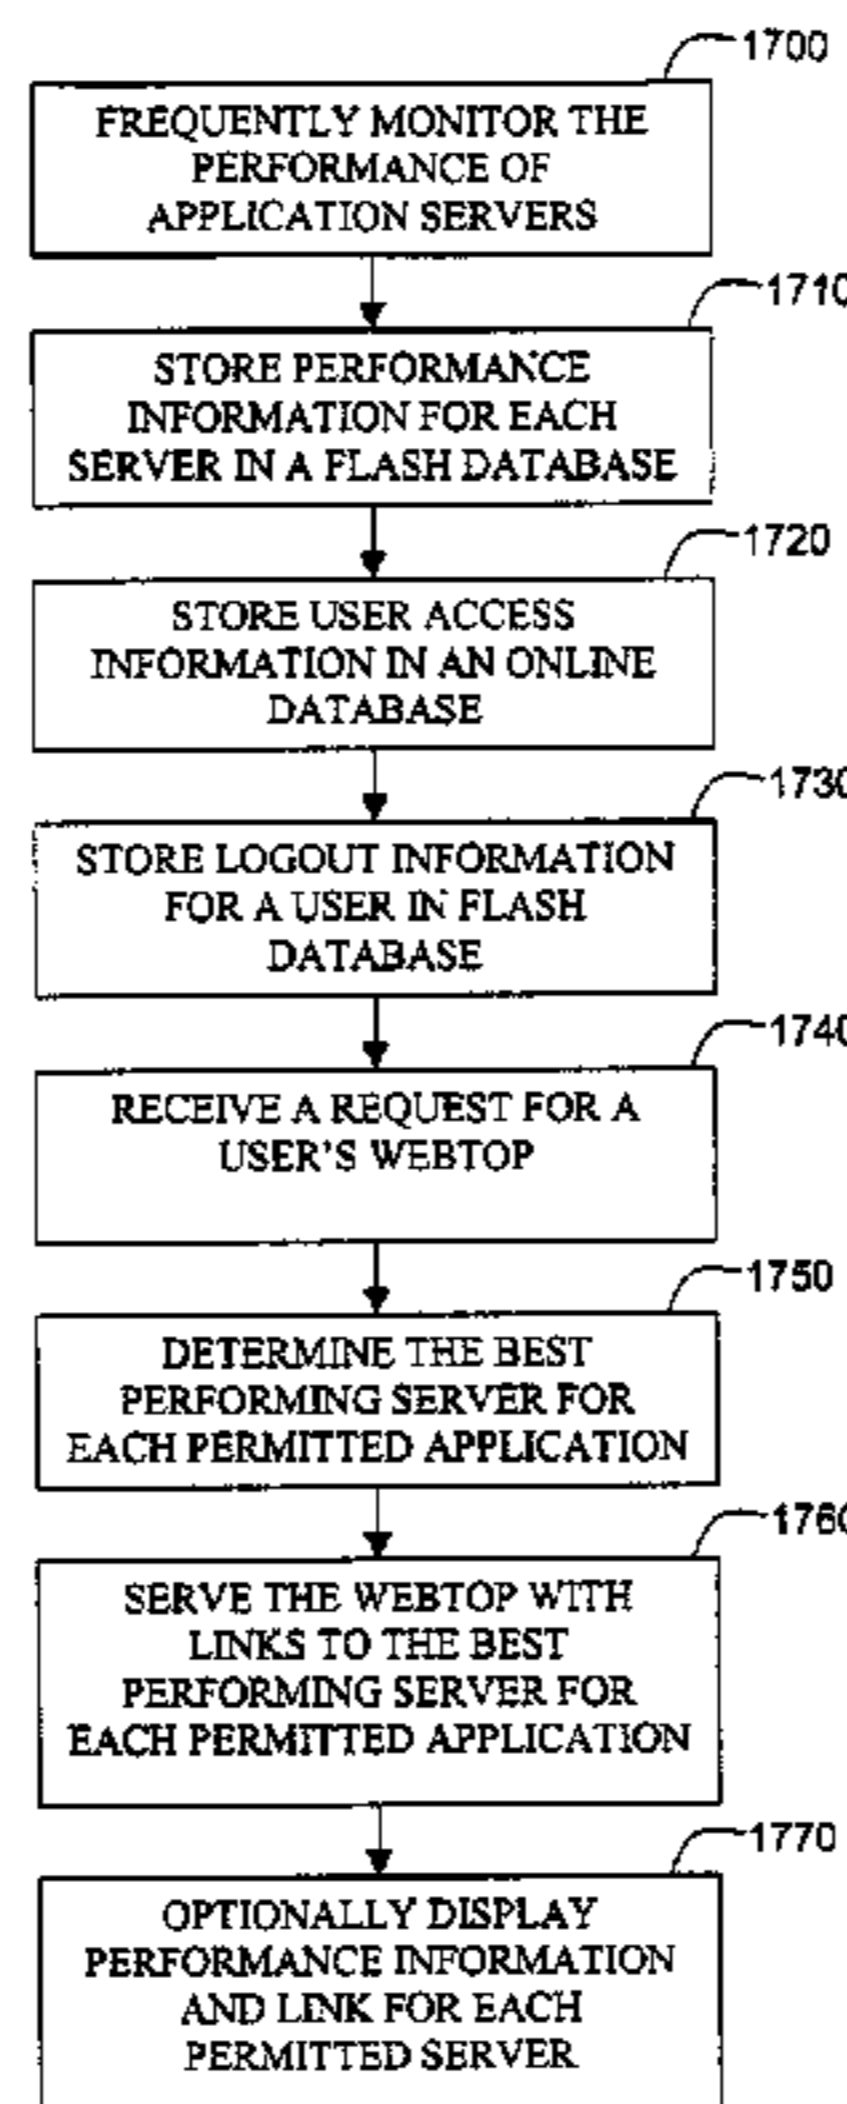 1700
FREQUENTLY MONITOR THE
PERFORMANCE OF
APPLICATION SERVERS
1710
STORE PERFORMANCE
INFORMATION FOR EACH
SERVER IN A FLASH DATABASE
1720
STORE USER ACCESS
INFORMATION IN AN ONLINE
DATABASE
1730
STORE LOGOUT INFORMATION
FOR A USER IN FLASH
DATABASE
1740
RECEIVE A REQUEST FOR A
USER'S WEBTOP
1750
DETERMINE THE BEST
PERFORMING SERVER FOR
EACH PERMITTED APPLICATION
1760
SERVE THE WEBTOP WITH
LINKS TO THE BEST
PERFORMING SERVER FOR
EACH PERMITTED APPLICATION
1770
OPTIONALLY DISPLAY
PERFORMANCE INFORMATION
AND LINK FOR EACH
PERMITTED SERVER